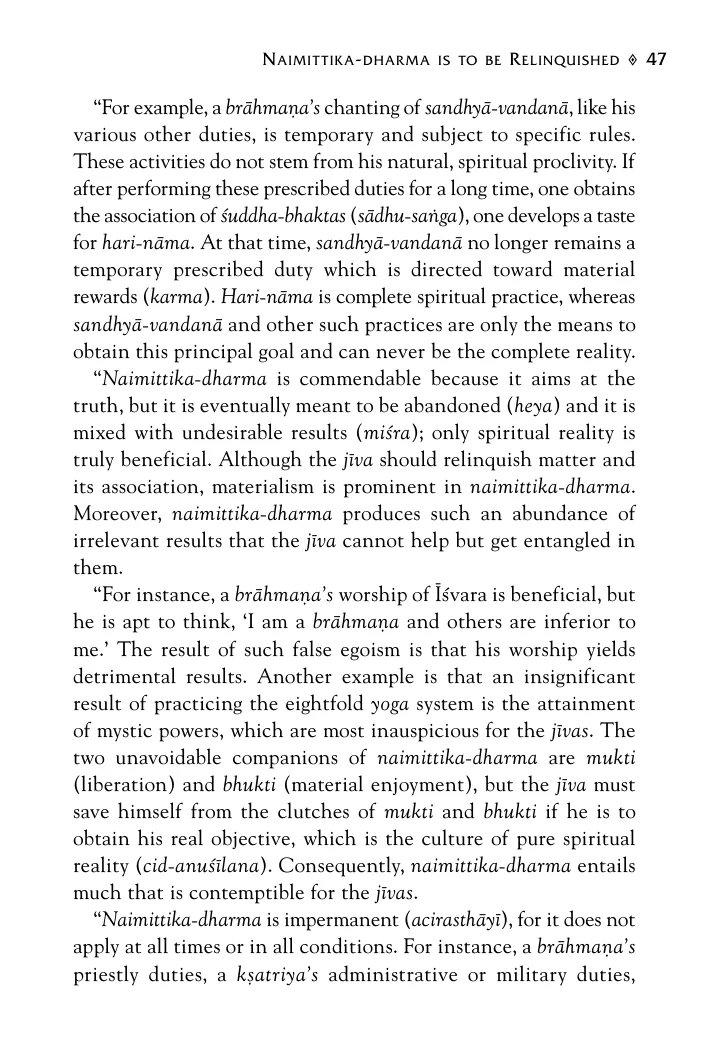 NAIMITTIKA-DHARMA IS TO BE RELINQUISHED ◊ 47
“For example, a brāhmaṇa’s chanting of sandhyā-vandanā, like his
various other duties, is temporary and subject to specific rules.
These activities do not stem from his natural, spiritual proclivity. If
after performing these prescribed duties for a long time, one obtains
the association of śuddha-bhaktas (sādhu-saṅga), one develops a taste
for hari-nāma. At that time, sandhyā-vandanā no longer remains a
temporary prescribed duty which is directed toward material
rewards (karma). Hari-nāma is complete spiritual practice, whereas
sandhyā-vandanā and other such practices are only the means to
obtain this principal goal and can never be the complete reality.
“Naimittika-dharma is commendable because it aims at the
truth, but it is eventually meant to be abandoned (heya) and it is
mixed with undesirable results (miśra); only spiritual reality is
truly beneficial. Although the jīva should relinquish matter and
its association, materialism is prominent in naimittika-dharma.
Moreover, naimittika-dharma produces such an abundance of
irrelevant results that the jīva cannot help but get entangled in
them.
“For instance, a brāhmaṇa’s worship of Īśvara is beneficial, but
he is apt to think, ‘I am a brāhmaṇa and others are inferior to
me.’ The result of such false egoism is that his worship yields
detrimental results. Another example is that an insignificant
result of practicing the eightfold yoga system is the attainment
of mystic powers, which are most inauspicious for the jīvas. The
two unavoidable companions of naimittika-dharma are mukti
(liberation) and bhukti (material enjoyment), but the jīva must
save himself from the clutches of mukti and bhukti if he is to
obtain his real objective, which is the culture of pure spiritual
reality (cid-anuśīlana). Consequently, naimittika-dharma entails
much that is contemptible for the jīvas.
“Naimittika-dharma is impermanent (acirasthāyī), for it does not
apply at all times or in all conditions. For instance, a brāhmaṇa’s
priestly duties, a kṣatriya’s administrative or military duties,